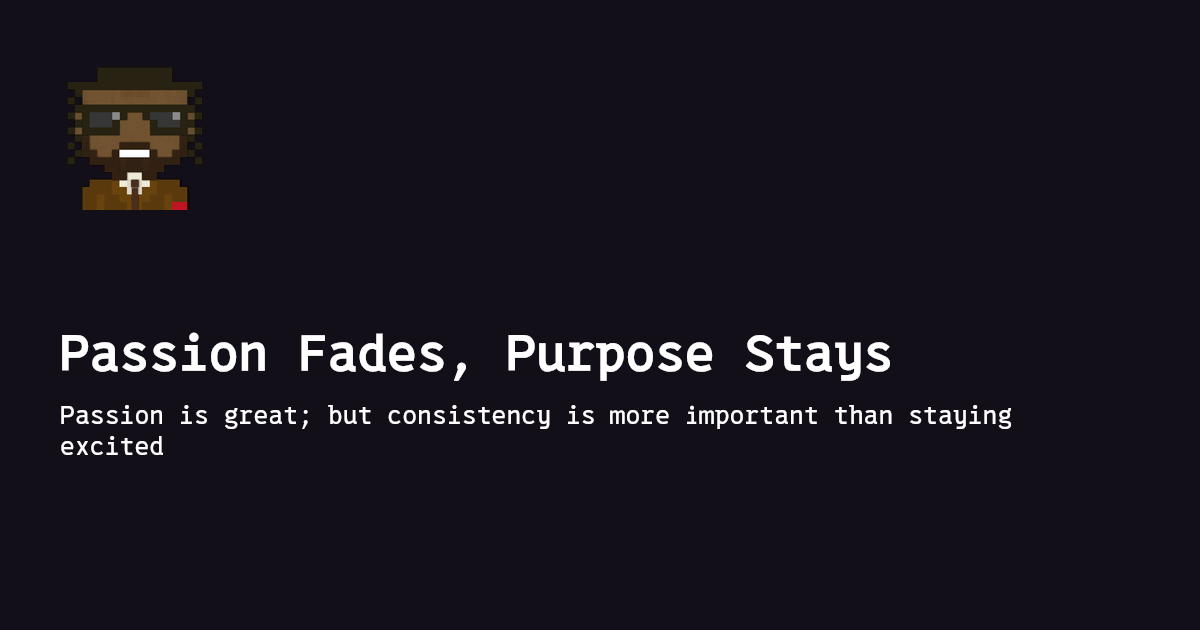 Passion Fades, Purpose Stays
Passion is great; but consistency is more important than staying
excited